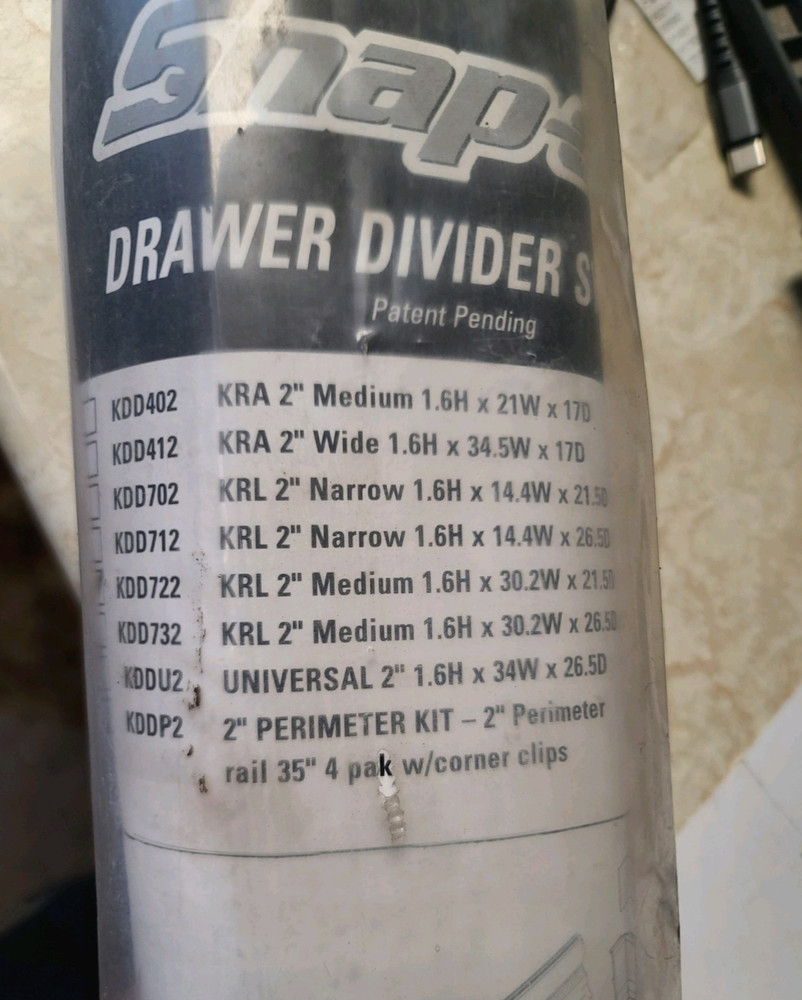 Snap-
DRAWER DIVIDER S
Patent Pending
KDD402 KRA 2" Medium 1.6H x 21W x 17D
KDD412 KRA 2" Wide 1.6H x 34.5W x 17D
KDD702 KRL 2" Narrow 1.6H x 14.4W x 21.5D
KDD712 KRL 2" Narrow 1.6H x 14.4W x 26.5D
KDD722 KRL 2" Medium 1.6H x 30.2W x 21.5D
KDD732 KRL 2" Medium 1.6H x 30.2W x 26.5D
KDDU2 UNIVERSAL 2" 1.6H x 34W x 26.5D
KDDP2 2" PERIMETER KIT – 2" Perimeter
rail 35" 4 pak w/corner clips